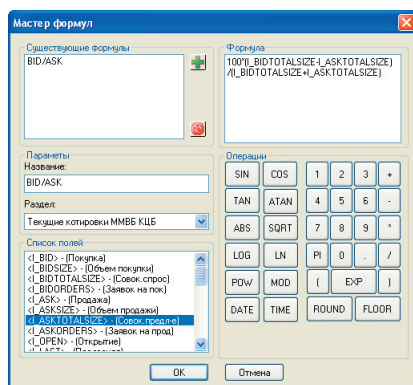 Мастер формул
Существующие формулы
BID/ASK
Формула
100*(I_BIDTOTALSIZE-I_ASKTOTALSIZE)
/(I_BIDTOTALSIZE+I_ASKTOTALSIZE)
Параметры
Название:
BID/ASK
Раздел:
Текущие котировки ММВБ КЦБ
Список полей
<I_BID> - (Покупка)
<I_BIDSIZE> - (Объем покупки)
<I_BIDTOTALSIZE> - (Совок.спрос)
<I_BIDORDERS> - (Заявок на пок)
<I_ASK> - (Продажа)
<I_ASKSIZE> - (Объем продажи)
<I_ASKTOTALSIZE> - (Совок.предл-е)
<I_ASKORDERS> - (Заявок на прод)
<I_OPEN> - (Открытие)
Операции
SIN COS 1 2 3 +
TAN ATAN 4 5 6 -
ABS SQRT 7 8 9 *
LOG LN PI 0 . /
POW MOD ( EXP )
DATE TIME ROUND FLOOR
OK Отмена